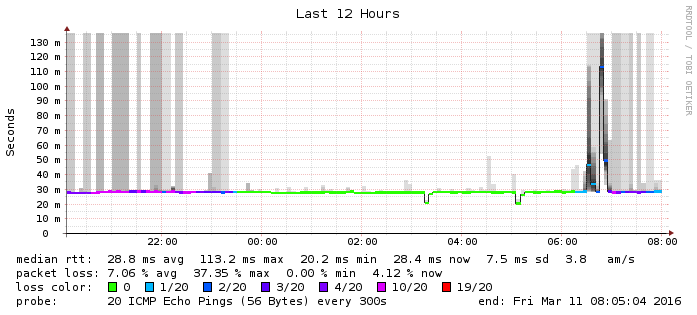 Last 12 Hours
RRDTOOL / TOBI OETIKER
Seconds
130 m
120 m
110 m
100 m
90 m
80 m
70 m
60 m
50 m
40 m
30 m
20 m
10 m
0
22:00 00:00 02:00 04:00 06:00 08:00
median rtt: 28.8 ms avg 113.2 ms max 20.2 ms min 28.4 ms now 7.5 ms sd 3.8 am/s
packet loss: 7.06 % avg 37.35 % max 0.00 % min 4.12 % now
loss color: 0 1/20 2/20 3/20 4/20 10/20 19/20
probe: 20 ICMP Echo Pings (56 Bytes) every 300s end: Fri Mar 11 08:05:04 2016